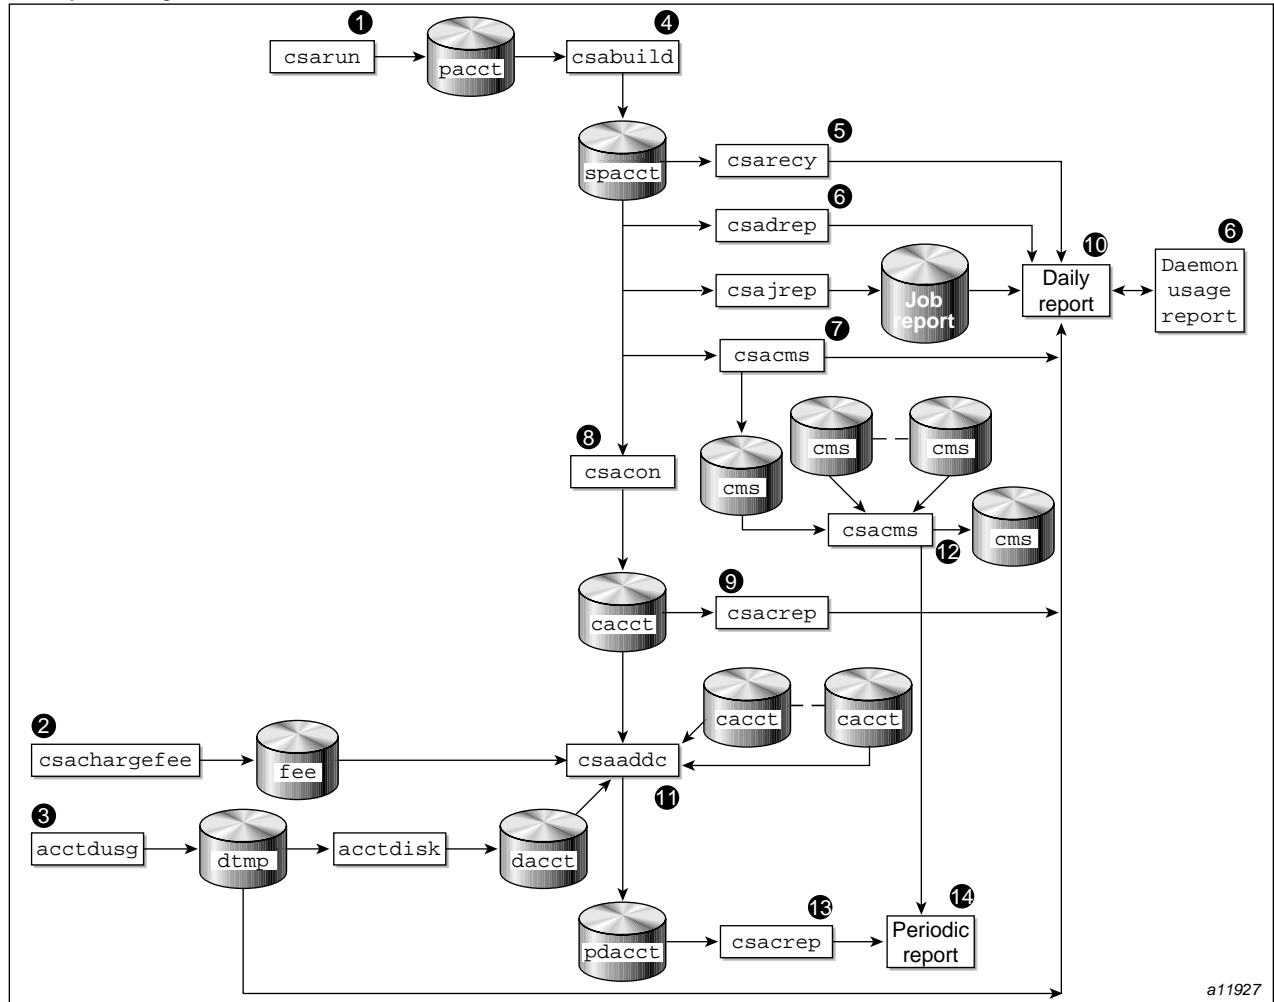 1
4
csarun
pacct
csabuild
5
spacct
csarecy
6
csadrep
10
6
Daily
report
Daemon
usage
report
csajrep
Job
report
7
csacms
8
csacon
cms
cms
cms
csacms
cms
12
9
cacct
csacrep
cacct
cacct
2
csachargefee
fee
csaaddc
11
3
acctdusg
dtmp
acctdisk
dacct
13
14
pdacct
csacrep
Periodic
report
a11927